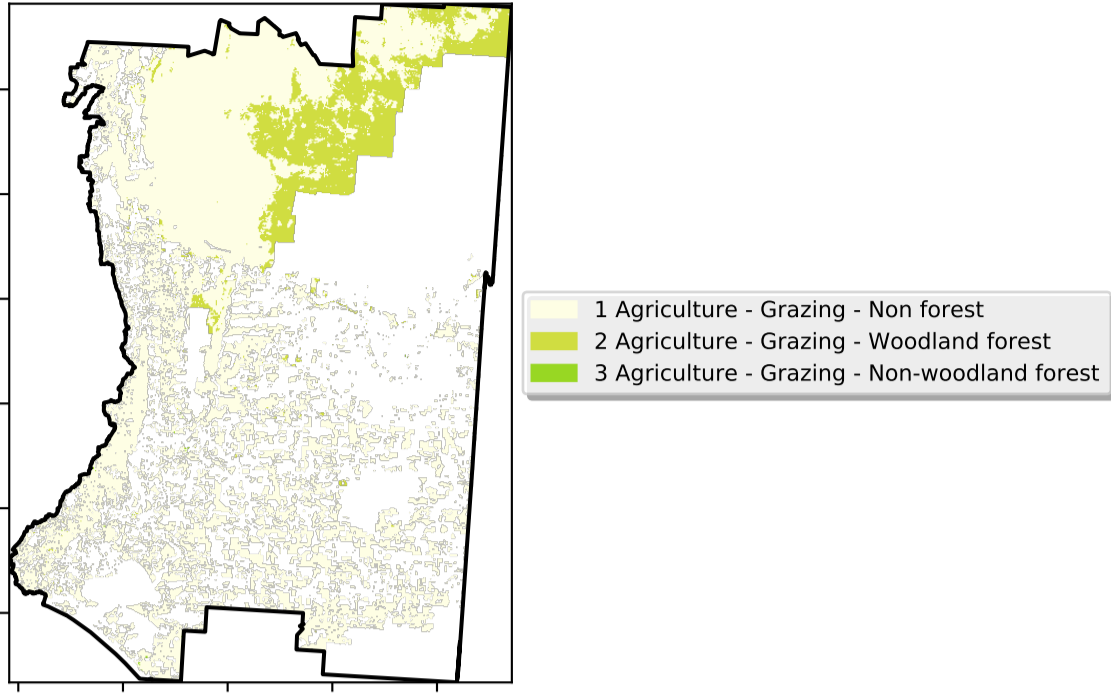 1 Agriculture - Grazing - Non forest
2 Agriculture - Grazing - Woodland forest
3 Agriculture - Grazing - Non-woodland forest